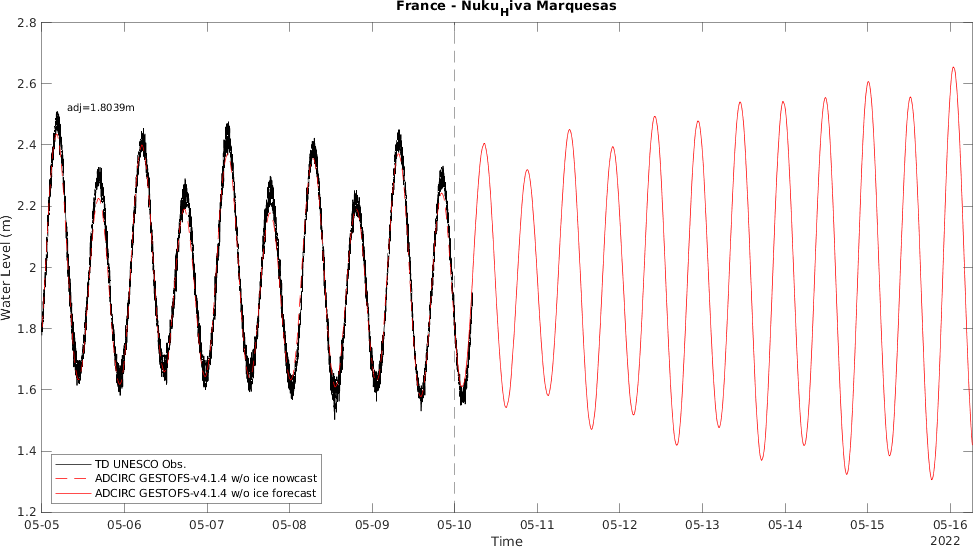 France - Nuku_Hiva Marquesas
2.8
2.6
2.4
2.2
2
1.8
1.6
1.4
1.2
Water Level (m)
adj=1.8039m
TD UNESCO Obs.
ADCIRC GESTOFS-v4.1.4 w/o ice nowcast
ADCIRC GESTOFS-v4.1.4 w/o ice forecast
05-05 05-06 05-07 05-08 05-09 05-10 05-11 05-12 05-13 05-14 05-15 05-16
Time
2022